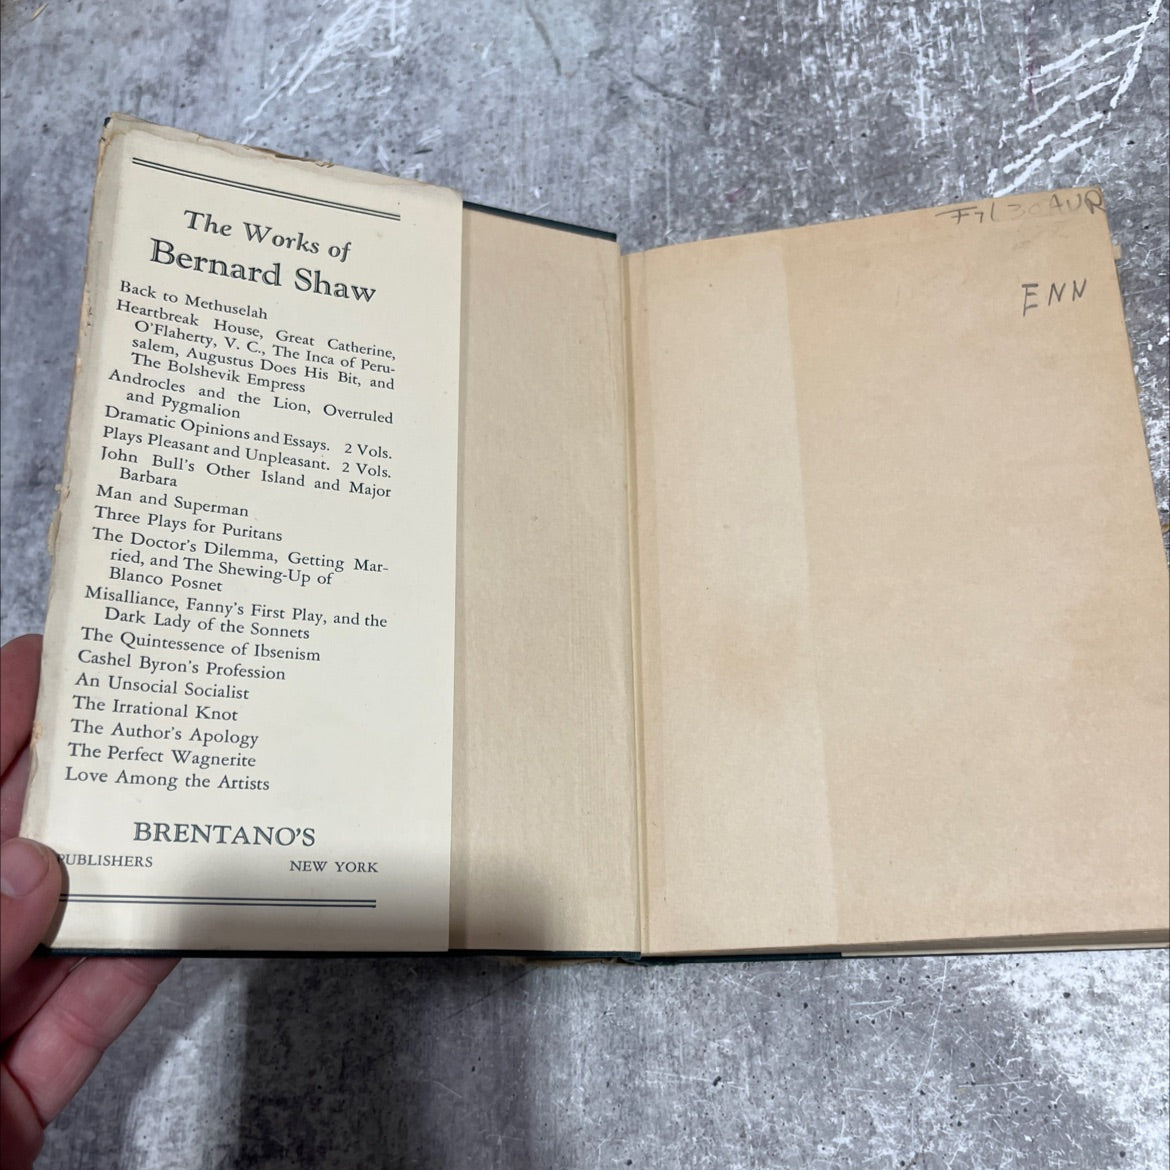 The Works of
Bernard Shaw
Back to Methuselah
Heartbreak House, Great Catherine,
O'Flaherty, V. C., The Inca of Peru-
salem, Augustus Does His Bit, and
The Bolshevik Empress
Androcles and the Lion, Overruled
and Pygmalion
Dramatic Opinions and Essays. 2 Vols.
Plays Pleasant and Unpleasant. 2 Vols.
John Bull's Other Island and Major
Barbara
Man and Superman
Three Plays for Puritans
The Doctor's Dilemma, Getting Mar-
ried, and The Shewing-Up of
Blanco Posnet
Misalliance, Fanny's First Play, and the
Dark Lady of the Sonnets
The Quintessence of Ibsenism
Cashel Byron's Profession
An Unsocial Socialist
The Irrational Knot
The Author's Apology
The Perfect Wagnerite
Love Among the Artists
BRENTANO'S
PUBLISHERS NEW YORK
AUR
ENN